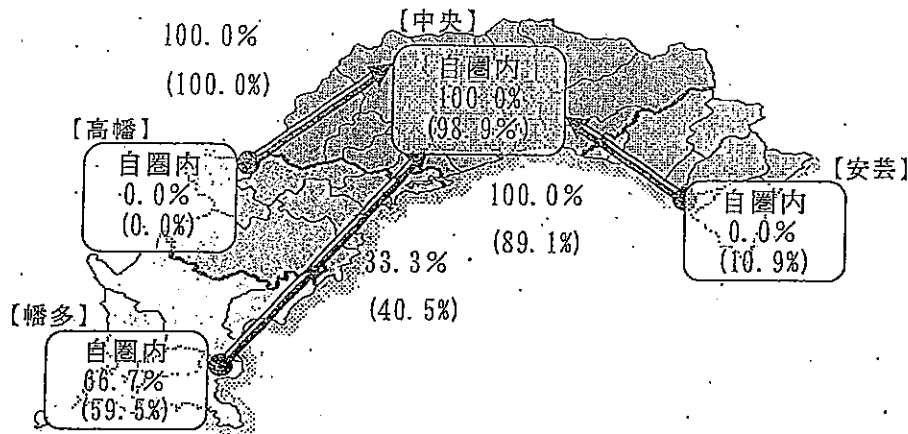 【中央】
自圏内
100.0%
(98.9%)
100.0%
(100.0%)
【高幡】
自圏内
0.0%
(0.0%)
【安芸】
自圏内
0.0%
(10.9%)
100.0%
(89.1%)
33.3%
(40.5%)
【幡多】
自圏内
66.7%
(59.5%)